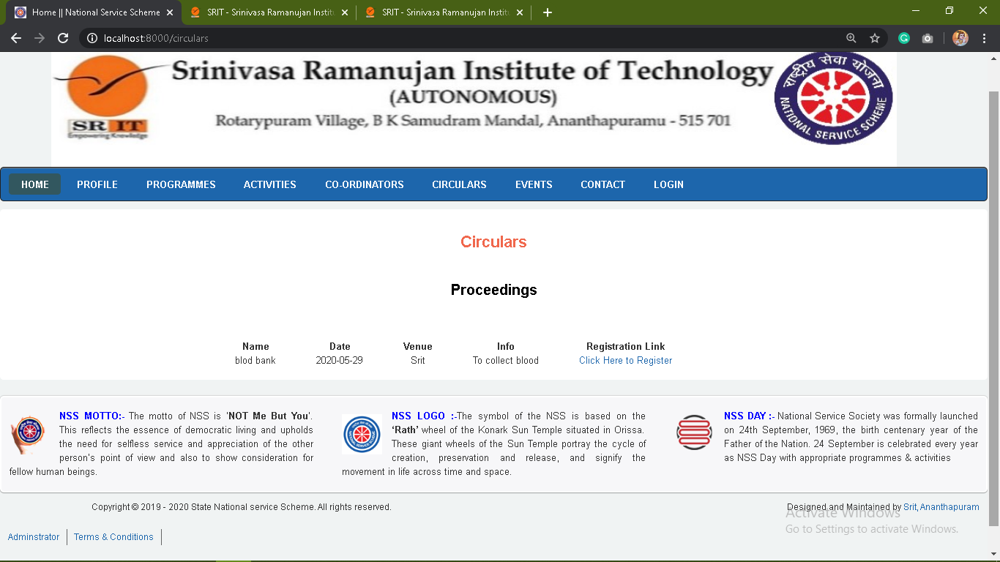 Home || National Service Scheme
SRIT - Srinivasa Ramanujan Institu
SRIT - Srinivasa Ramanujan Institu
localhost:8000/circulars
Srinivasa Ramanujan Institute of Technology
(AUTONOMOUS)
Rotarypuram Village, B K Samudram Mandal, Ananthapuramu - 515 701
SRIT
Empowering Knowledge
राष्ट्रीय सेवा योजना
NATIONAL SERVICE SCHEME
HOME PROFILE PROGRAMMES ACTIVITIES CO-ORDINATORS CIRCULARS EVENTS CONTACT LOGIN
Circulars
Proceedings
Name Date Venue Info Registration Link
blod bank 2020-05-29 Srit To collect blood Click Here to Register
NSS MOTTO:- The motto of NSS is 'NOT Me But You'.
This reflects the essence of democratic living and upholds
the need for selfless service and appreciation of the other
person's point of view and also to show consideration for
fellow human beings.
NSS LOGO :-The symbol of the NSS is based on the
‘Rath’ wheel of the Konark Sun Temple situated in Orissa.
These giant wheels of the Sun Temple portray the cycle of
creation, preservation and release, and signify the
movement in life across time and space.
NSS DAY :- National Service Society was formally launched
on 24th September, 1969, the birth centenary year of the
Father of the Nation. 24 September is celebrated every year
as NSS Day with appropriate programmes & activities
Copyright © 2019 - 2020 State National service Scheme. All rights reserved.
Designed and Maintained by Srit, Ananthapuram
Activate Windows
Go to Settings to activate Windows.
Adminstrator Terms & Conditions